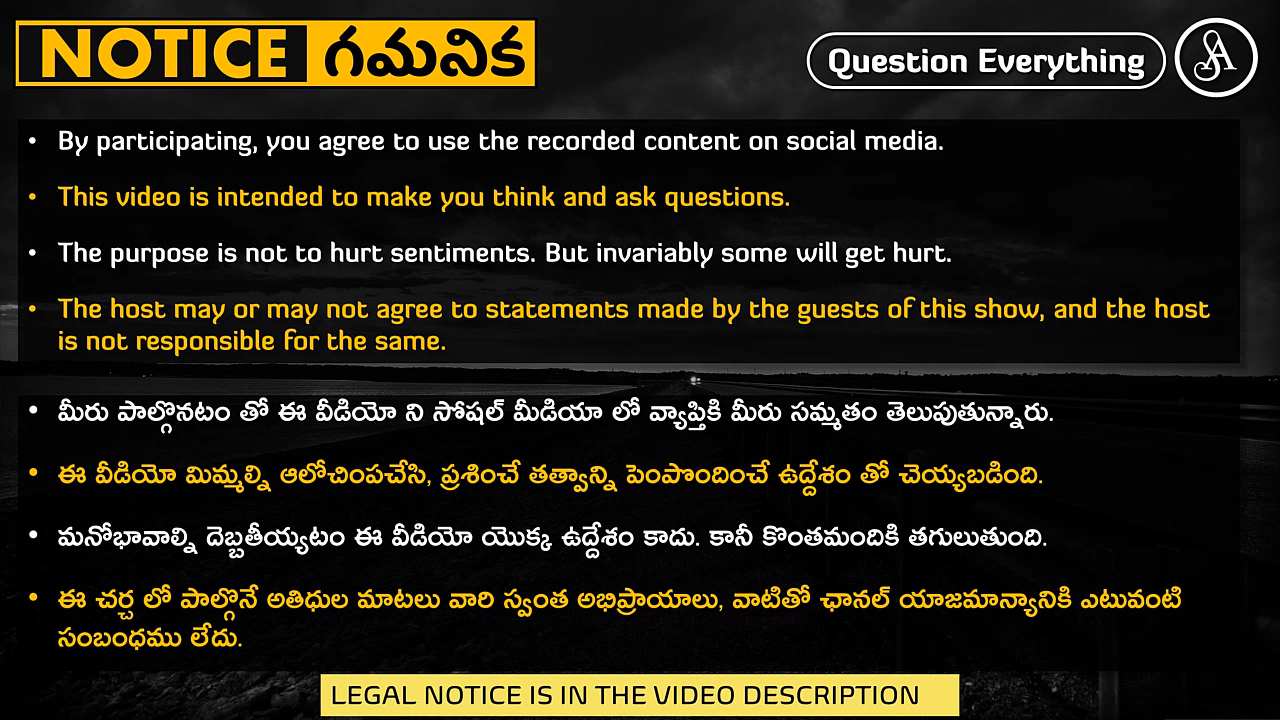 NOTICE గమనిక
Question Everything
• By participating, you agree to use the recorded content on social media.
• This video is intended to make you think and ask questions.
• The purpose is not to hurt sentiments. But invariably some will get hurt.
• The host may or may not agree to statements made by the guests of this show, and the host
is not responsible for the same.
• మీరు పాల్గొనటం తో ఈ వీడియో ని సోషల్ మీడియా లో వ్యాప్తికి మీరు సమ్మతం తెలుపుతున్నారు.
• ఈ వీడియో మిమ్మల్ని ఆలోచింపచేసి, ప్రశించే తత్వాన్ని పెంపొందించే ఉద్దేశం తో చెయ్యబడింది.
• మనోభావాల్ని దెబ్బతీయ్యటం ఈ వీడియో యొక్క ఉద్దేశం కాదు. కానీ కొంతమందికి తగులుతుంది.
• ఈ చర్చ లో పాల్గొనే అతిధుల మాటలు వారి స్వంత అభిప్రాయాలు, వాటితో ఛానల్ యాజమాన్యానికి ఎటువంటి
సంబంధము లేదు.
LEGAL NOTICE IS IN THE VIDEO DESCRIPTION